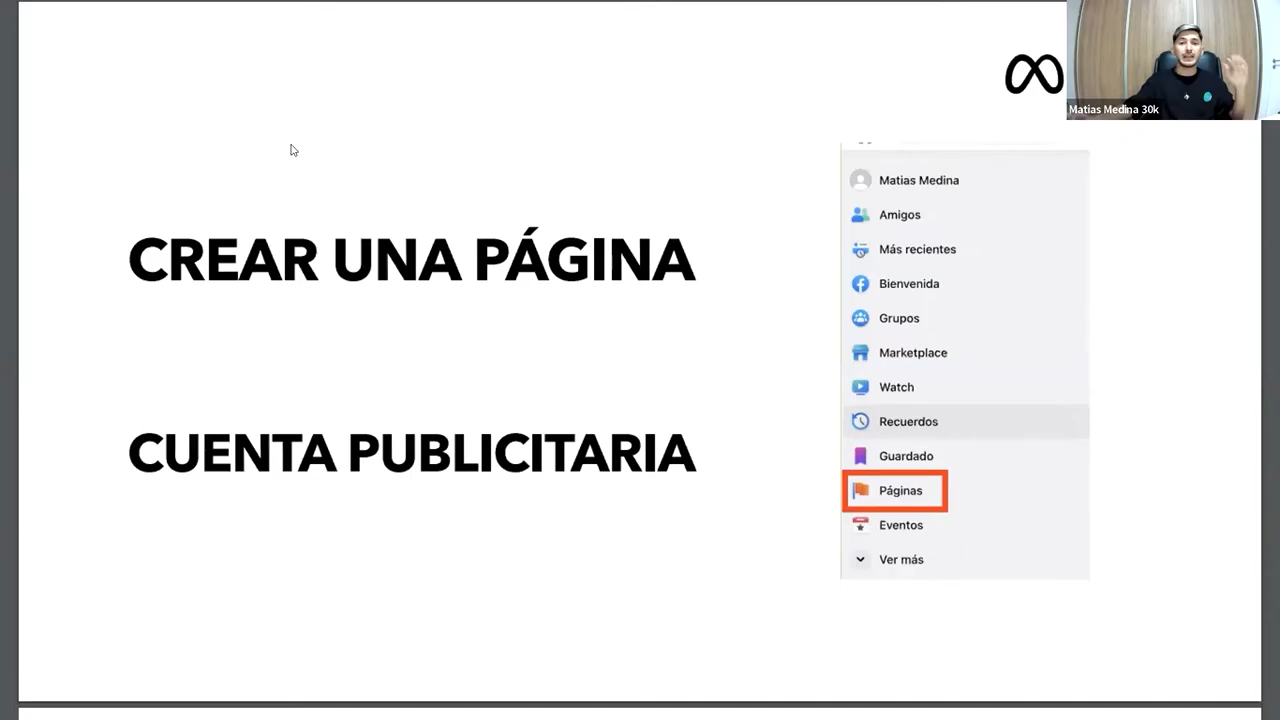 Matias Medina 30k
CREAR UNA PÁGINA
CUENTA PUBLICITARIA
Matias Medina
Amigos
Más recientes
Bienvenida
Grupos
Marketplace
Watch
Recuerdos
Guardado
Páginas
Eventos
Ver más